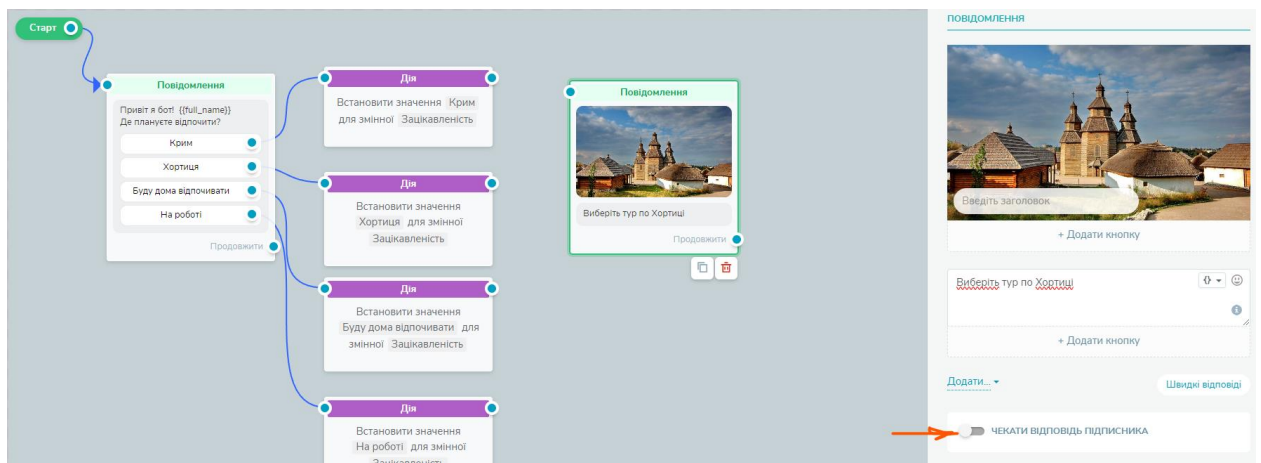 Старт
Повідомлення
Привіт я бот! {{full_name}}
Де плануєте відпочити?
Крим
Хортиця
Буду дома відпочивати
На роботі
Продовжити
Дія
Встановити значення Крим
для змінної Зацікавленість
Дія
Встановити значення
Хортиця для змінної
Зацікавленість
Дія
Встановити значення
Буду дома відпочивати для
змінної Зацікавленість
Дія
Встановити значення
На роботі для змінної
Зацікавленість
Повідомлення
Виберіть тур по Хортиці
Продовжити
ПОВІДОМЛЕННЯ
Введіть заголовок
+ Додати кнопку
Виберіть тур по Хортиці
{}
+ Додати кнопку
Додати...
Швидкі відповіді
ЧЕКАТИ ВІДПОВІДЬ ПІДПИСНИКА